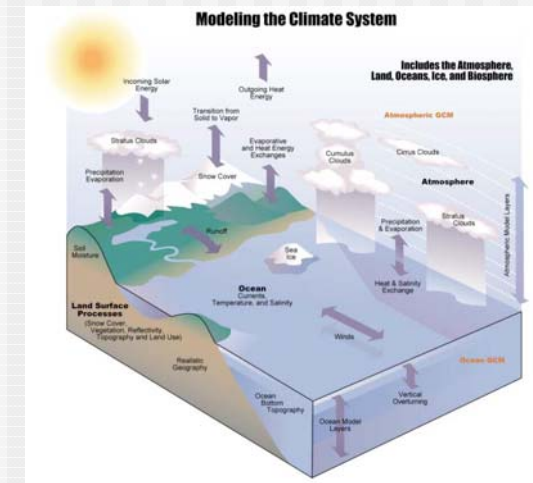 Modeling the Climate System
Includes the Atmosphere,
Land, Oceans, Ice, and Biosphere
Incoming Solar
Energy
Outgoing Heat
Energy
Transition from
Solid to Vapor
Atmospheric GCM
Stratus Clouds
Evaporative
and Heat Energy
Exchanges
Cumulus
Clouds
Cirrus Clouds
Precipitation
Evaporation
Snow Cover
Atmosphere
Atmospheric Model Layers
Precipitation
& Evaporation
Stratus
Clouds
Runoff
Soil
Moisture
Sea
Ice
Heat & Salinity
Exchange
Ocean
Currents,
Temperature, and Salinity
Land Surface
Processes
(Snow Cover,
Vegetation, Reflectivity,
Topography and Land Use)
Winds
Realistic
Geography
Ocean GCM
Ocean
Bottom
Topography
Vertical
Overturning
Ocean Model
Layers